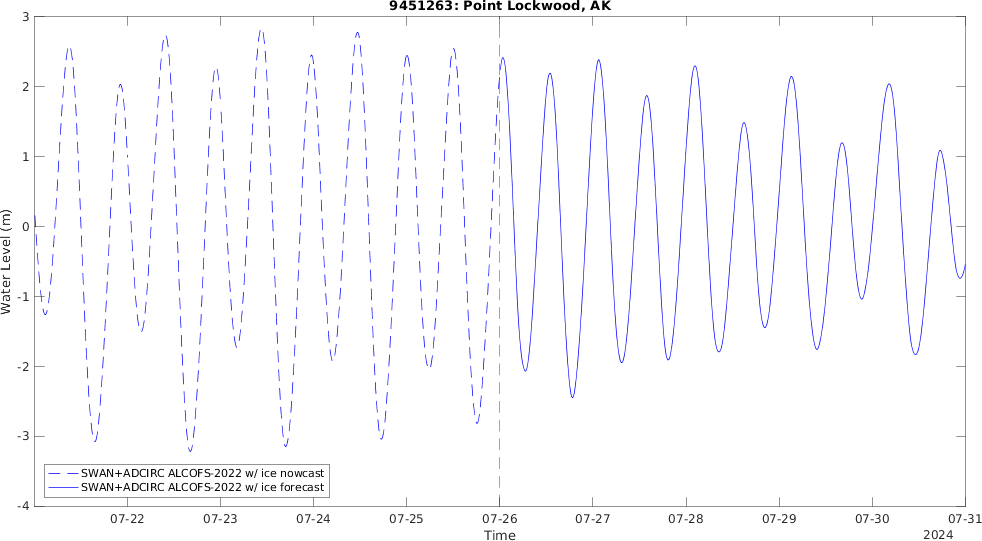 9451263: Point Lockwood, AK
3
2
1
0
-1
-2
-3
-4
Water Level (m)
SWAN+ADCIRC ALCOFS-2022 w/ ice nowcast
SWAN+ADCIRC ALCOFS-2022 w/ ice forecast
07-22 07-23 07-24 07-25 07-26 07-27 07-28 07-29 07-30 07-31
Time
2024